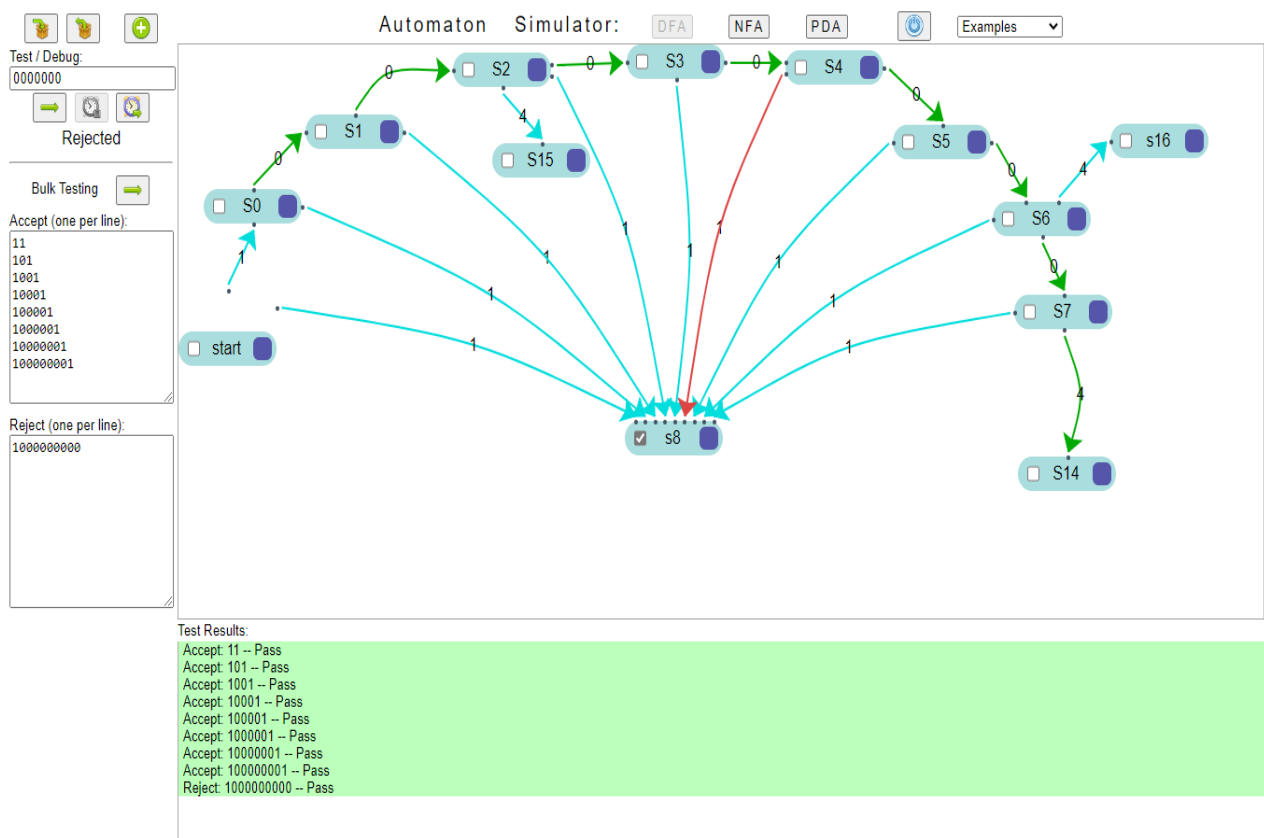 Automaton Simulator: DFA NFA PDA Examples
Test / Debug:
0000000
Rejected
Bulk Testing
Accept (one per line):
11
101
1001
10001
100001
1000001
10000001
100000001
Reject (one per line):
1000000000
0 S2 0 S3 0 S4
0 S1 4 S15 0 S5 4 s16
S0 1 1 1 1 0 S6
1 1 1 1 1 0 S7
start 1 1
s8 4
S14
Test Results:
Accept: 11 -- Pass
Accept: 101 -- Pass
Accept: 1001 -- Pass
Accept: 10001 -- Pass
Accept: 100001 -- Pass
Accept: 1000001 -- Pass
Accept: 10000001 -- Pass
Accept: 100000001 -- Pass
Reject: 1000000000 -- Pass